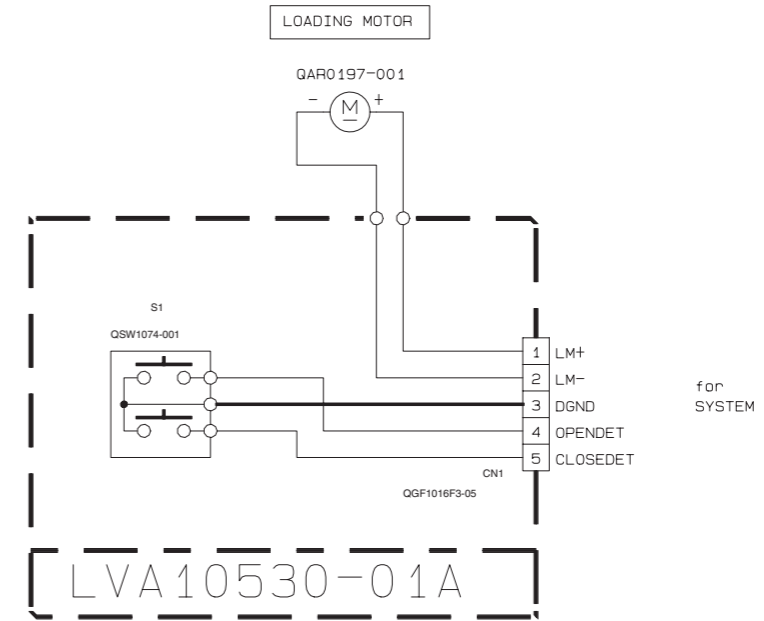 LOADING MOTOR
QAR0197-001
- M +
S1
QSW1074-001
1 LM+
2 LM-
3 DGND
4 OPENDET
5 CLOSEDET
for
SYSTEM
CN1
QGF1016F3-05
LVA10530-01A